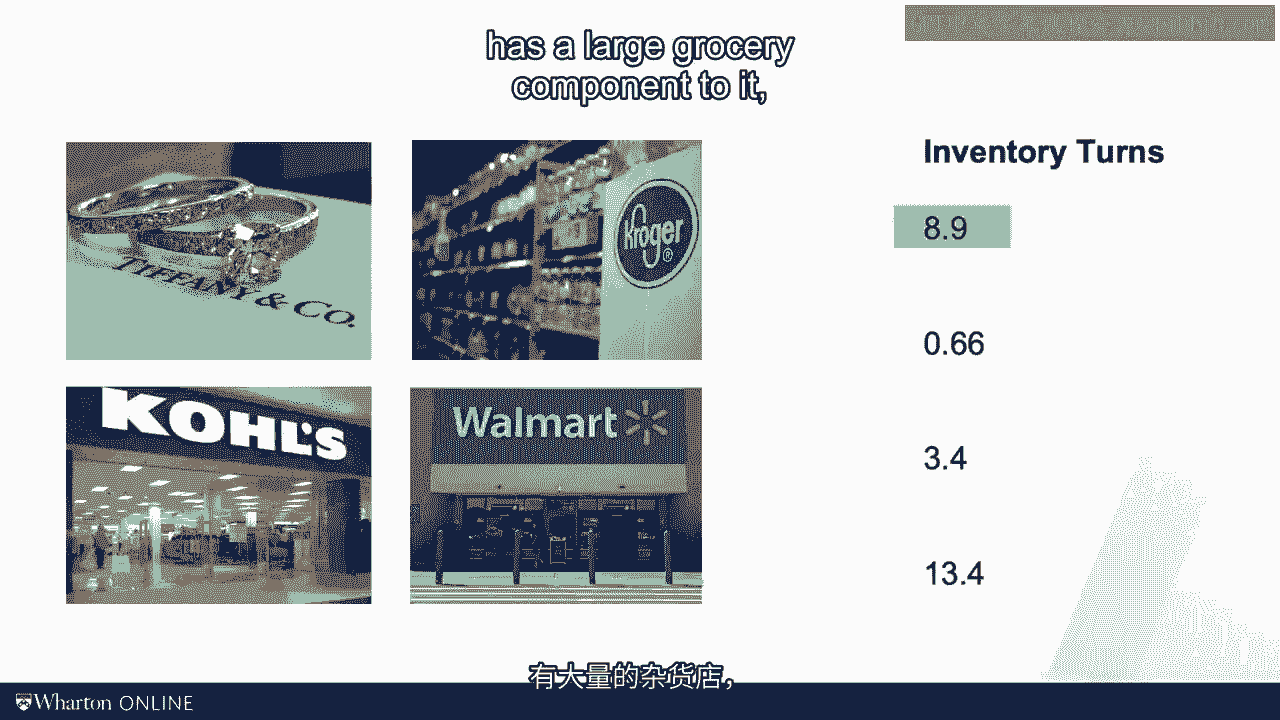 has a large grocery
component to it,
Inventory Turns
8.9
0.66
3.4
13.4
TIFFANY & CO.
Kroger
®
KOHL'S
Walmart
有大量的杂货店，
Wharton ONLINE